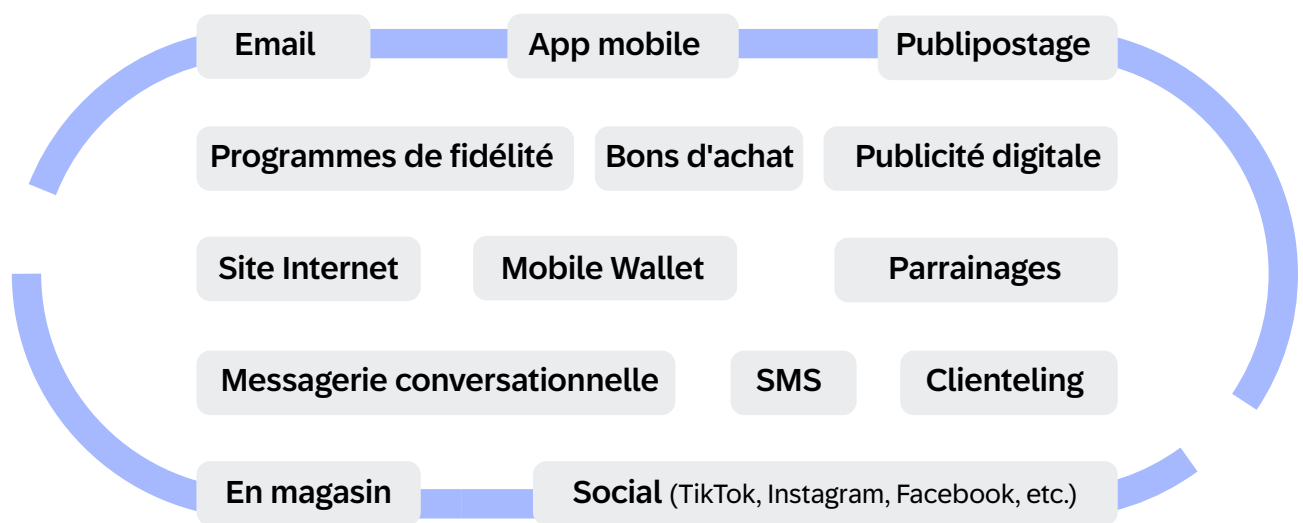 Email App mobile Publipostage
Programmes de fidélité Bons d'achat Publicité digitale
Site Internet Mobile Wallet Parrainages
Messagerie conversationnelle SMS Clienteling
En magasin Social (TikTok, Instagram, Facebook, etc.)